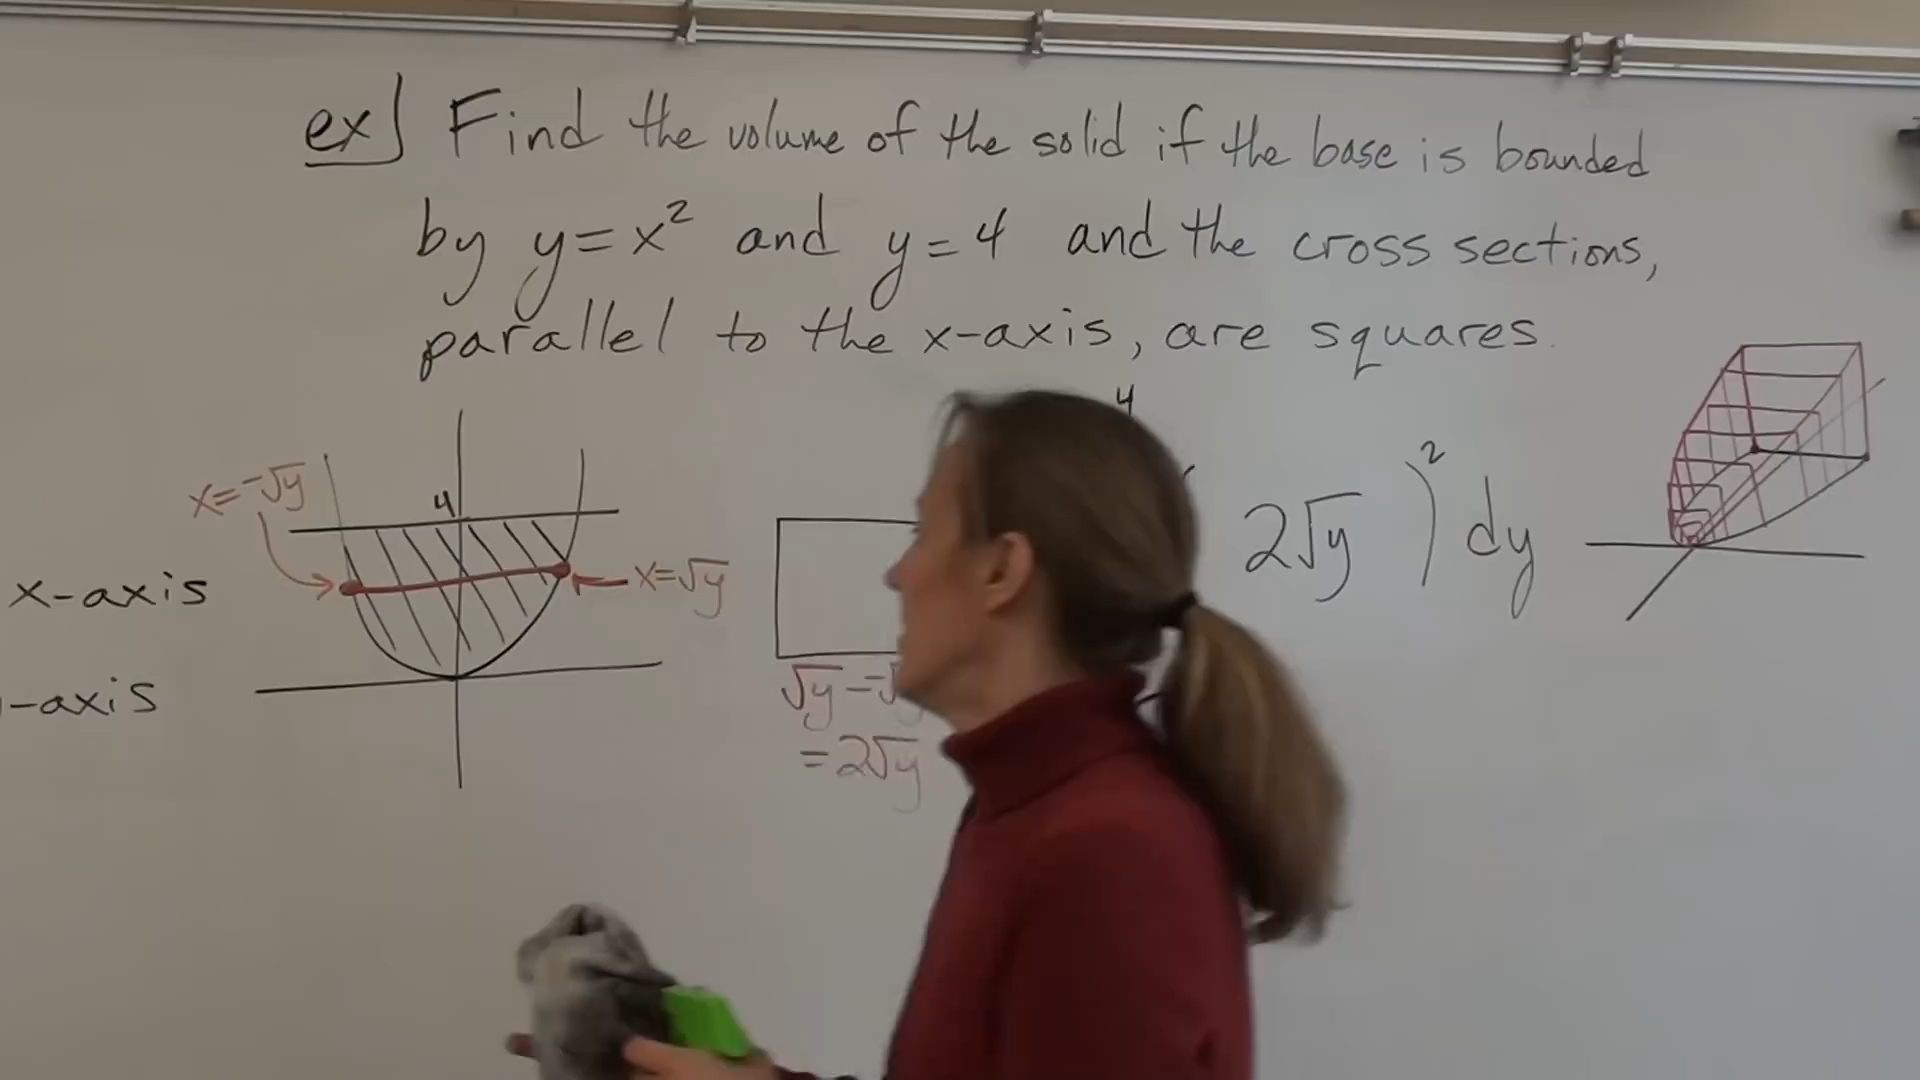 ex] Find the volume of the solid if the base is bounded
by y=x² and y=4 and the cross sections,
parallel to the x-axis, are squares.
x=-√y
4
x=√y
x-axis
-axis
√y-
=2√y
4
2√y)² dy